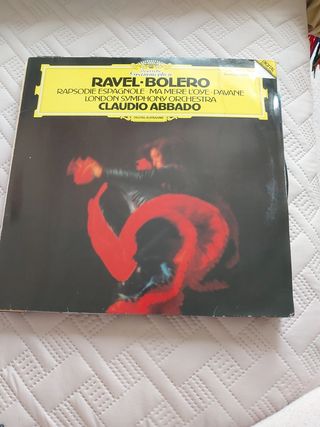 RAVEL·BOLERO
RAPSODIE ESPAGNOLE·MA MERE L'OYE·PAVANE
LONDON SYMPHONY ORCHESTRA
CLAUDIO ABBADO